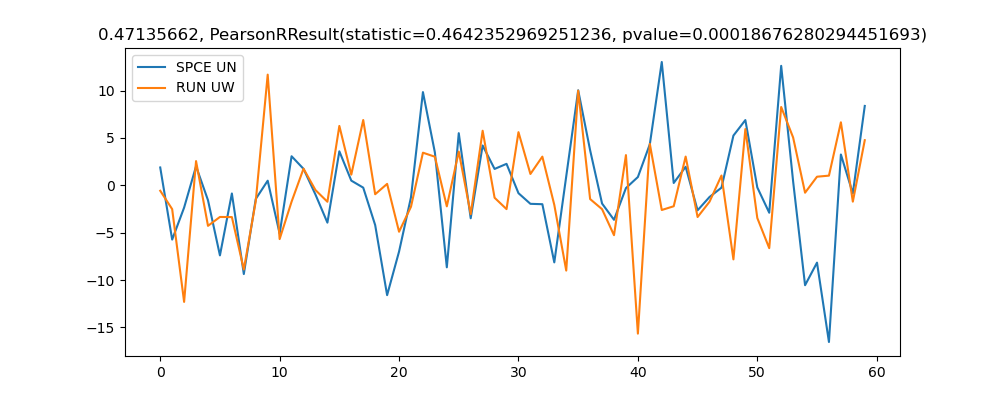 0.47135662, PearsonRResult(statistic=0.4642352969251236, pvalue=0.00018676280294451693)
SPCE UN
RUN UW
10
5
0
−5
−10
−15
0 10 20 30 40 50 60